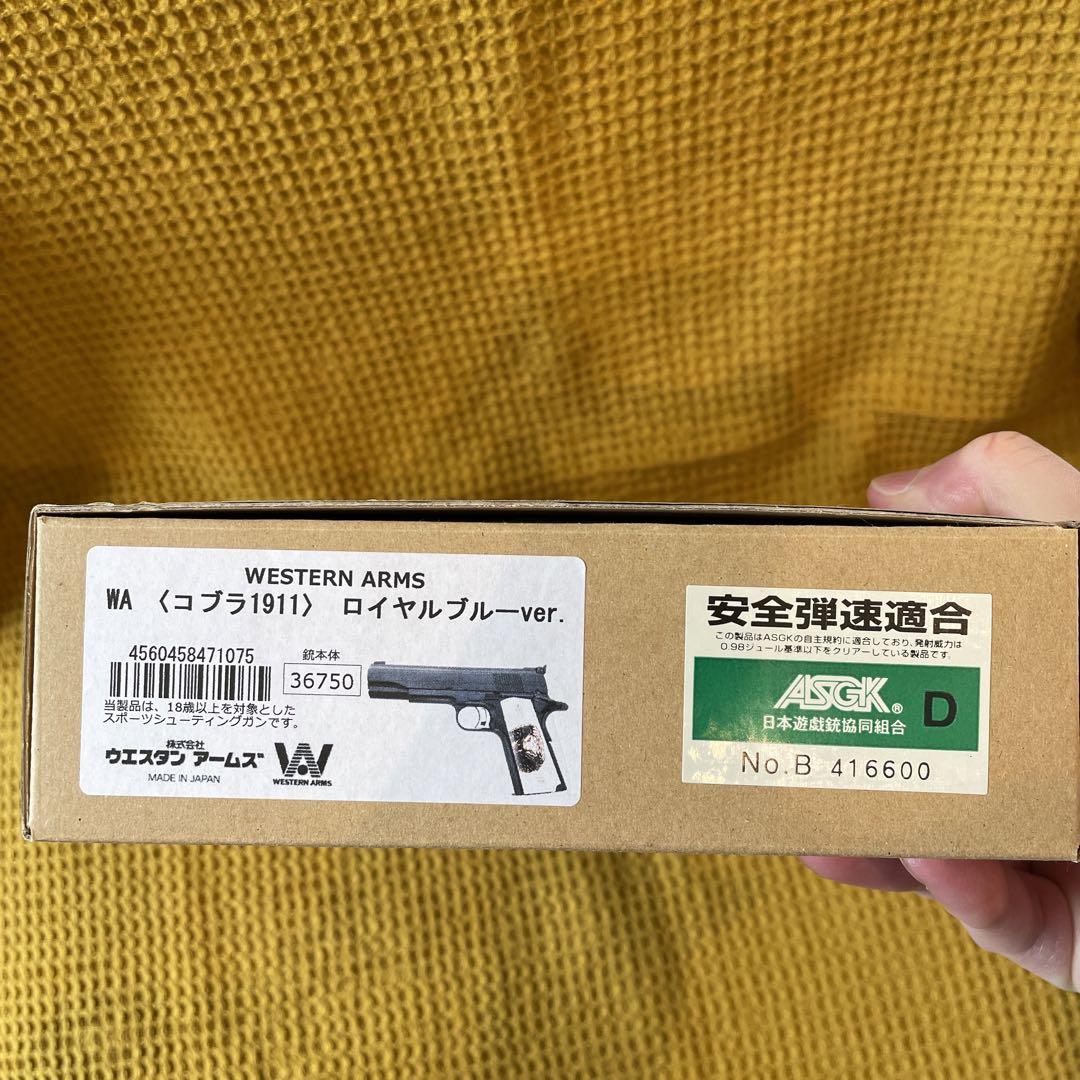 WESTERN ARMS
WA 〈コブラ1911〉 ロイヤルブルーver.
4560458471075
銃本体
36750
当製品は、18歳以上を対象とした
スポーツシューティングガンです。
株式会社
ウエスタン アームズ
MADE IN JAPAN
WESTERN ARMS
安全弾速適合
この製品はASGKの自主規約に適合しており、発射威力は
0.98ジュール基準以下をクリアーしている製品です。
ASGK®
日本遊戯銃協同組合
D
No.B 416600